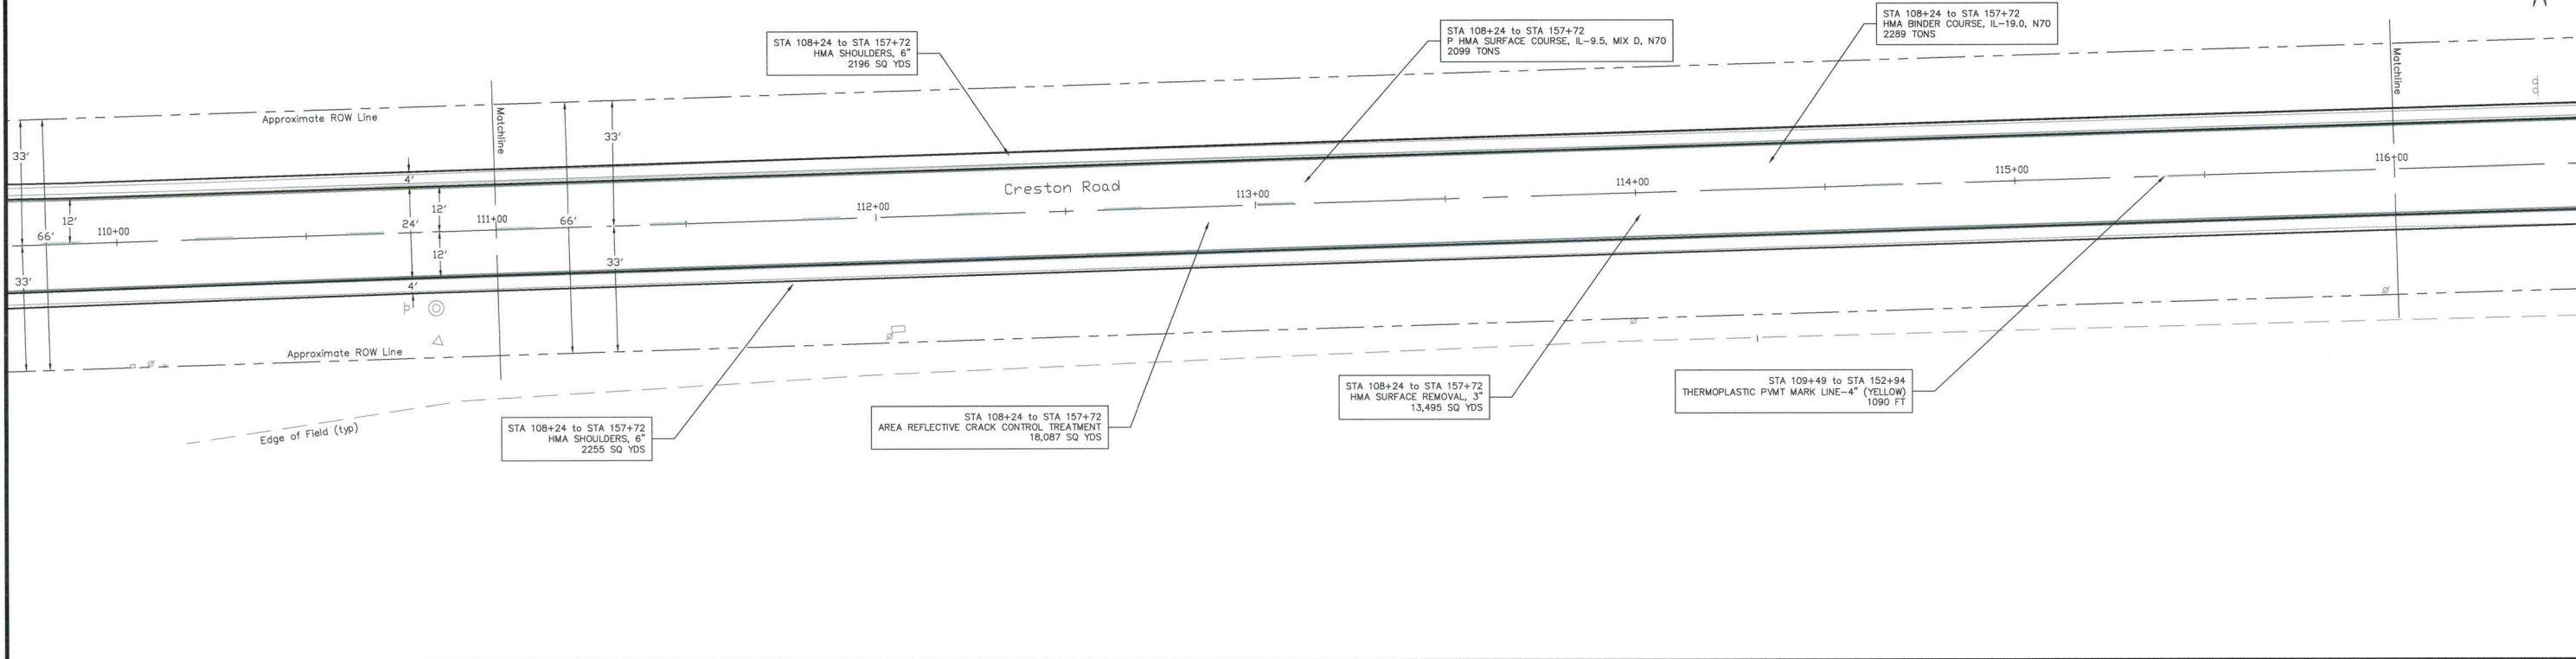 STA 108+24 to STA 157+72
HMA SHOULDERS, 6"
2196 SQ YDS
STA 108+24 to STA 157+72
P HMA SURFACE COURSE, IL-9.5, MIX D, N70
2099 TONS
STA 108+24 to STA 157+72
HMA BINDER COURSE, IL-19.0, N70
2289 TONS
Approximate ROW Line
Matchline
Matchline
33'
33'
66'
12'
110+00
4'
24'
12'
12'
4'
111+00
66'
33'
33'
Creston Road
112+00
113+00
114+00
115+00
116+00
Approximate ROW Line
Edge of Field (typ)
STA 108+24 to STA 157+72
HMA SHOULDERS, 6"
2255 SQ YDS
STA 108+24 to STA 157+72
AREA REFLECTIVE CRACK CONTROL TREATMENT
18,087 SQ YDS
STA 108+24 to STA 157+72
HMA SURFACE REMOVAL, 3"
13,495 SQ YDS
STA 109+49 to STA 152+94
THERMOPLASTIC PVMT MARK LINE-4" (YELLOW)
1090 FT